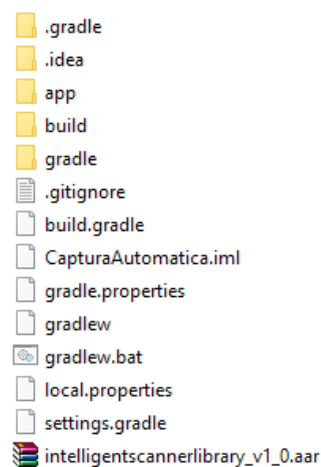 .gradle
.idea
app
build
gradle
.gitignore
build.gradle
CapturaAutomatica.iml
gradle.properties
gradlew
gradlew.bat
local.properties
settings.gradle
intelligentscannerlibrary_v1_0.aar